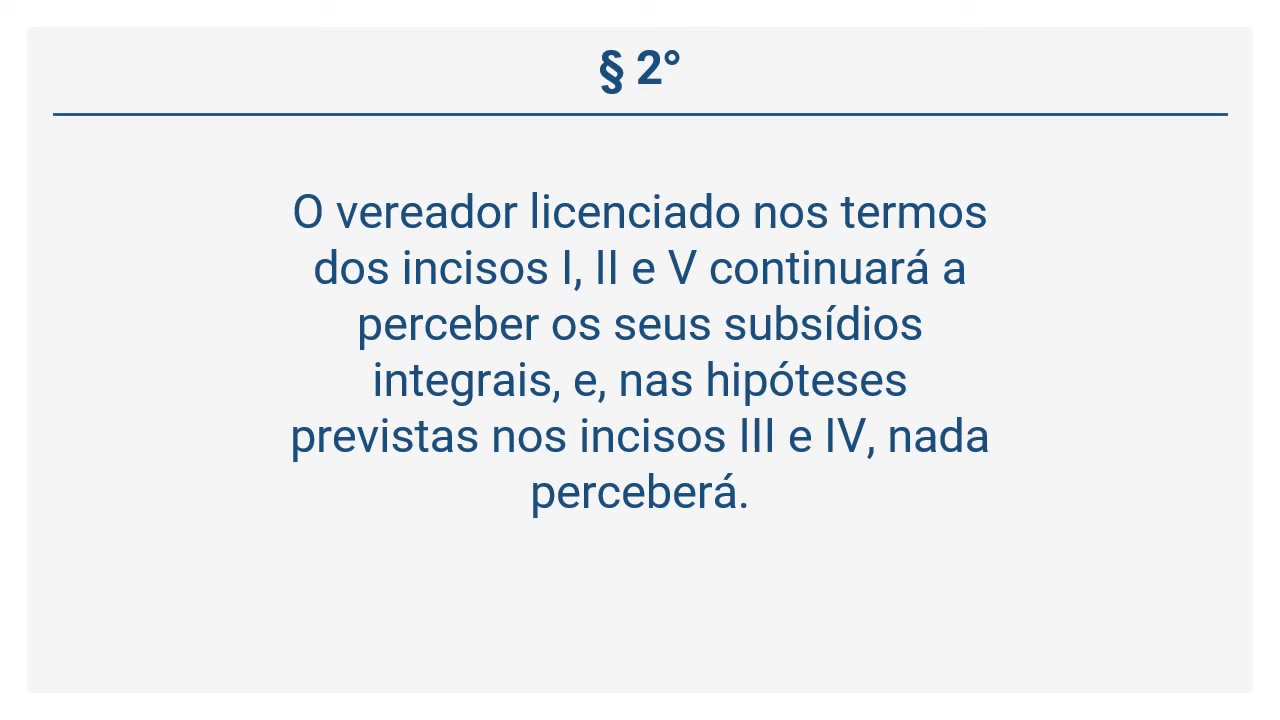 § 2°
O vereador licenciado nos termos
dos incisos I, II e V continuará a
perceber os seus subsídios
integrais, e, nas hipóteses
previstas nos incisos III e IV, nada
perceberá.